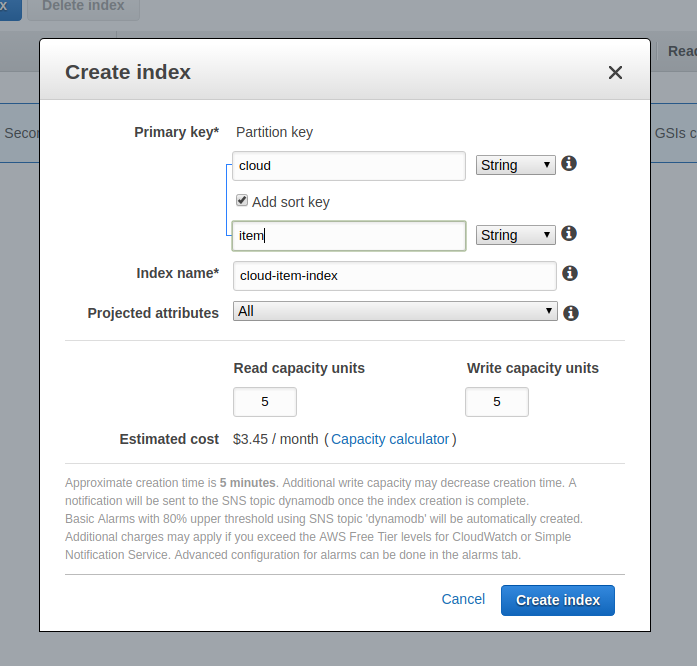 x Delete index
Read
Create index
Secon
GSIs c
Primary key* Partition key
cloud String
Add sort key
item String
Index name* cloud-item-index
Projected attributes All
Read capacity units Write capacity units
5 5
Estimated cost $3.45 / month ( Capacity calculator )
Approximate creation time is 5 minutes. Additional write capacity may decrease creation time. A
notification will be sent to the SNS topic dynamodb once the index creation is complete.
Basic Alarms with 80% upper threshold using SNS topic 'dynamodb' will be automatically created.
Additional charges may apply if you exceed the AWS Free Tier levels for CloudWatch or Simple
Notification Service. Advanced configuration for alarms can be done in the alarms tab.
Cancel Create index